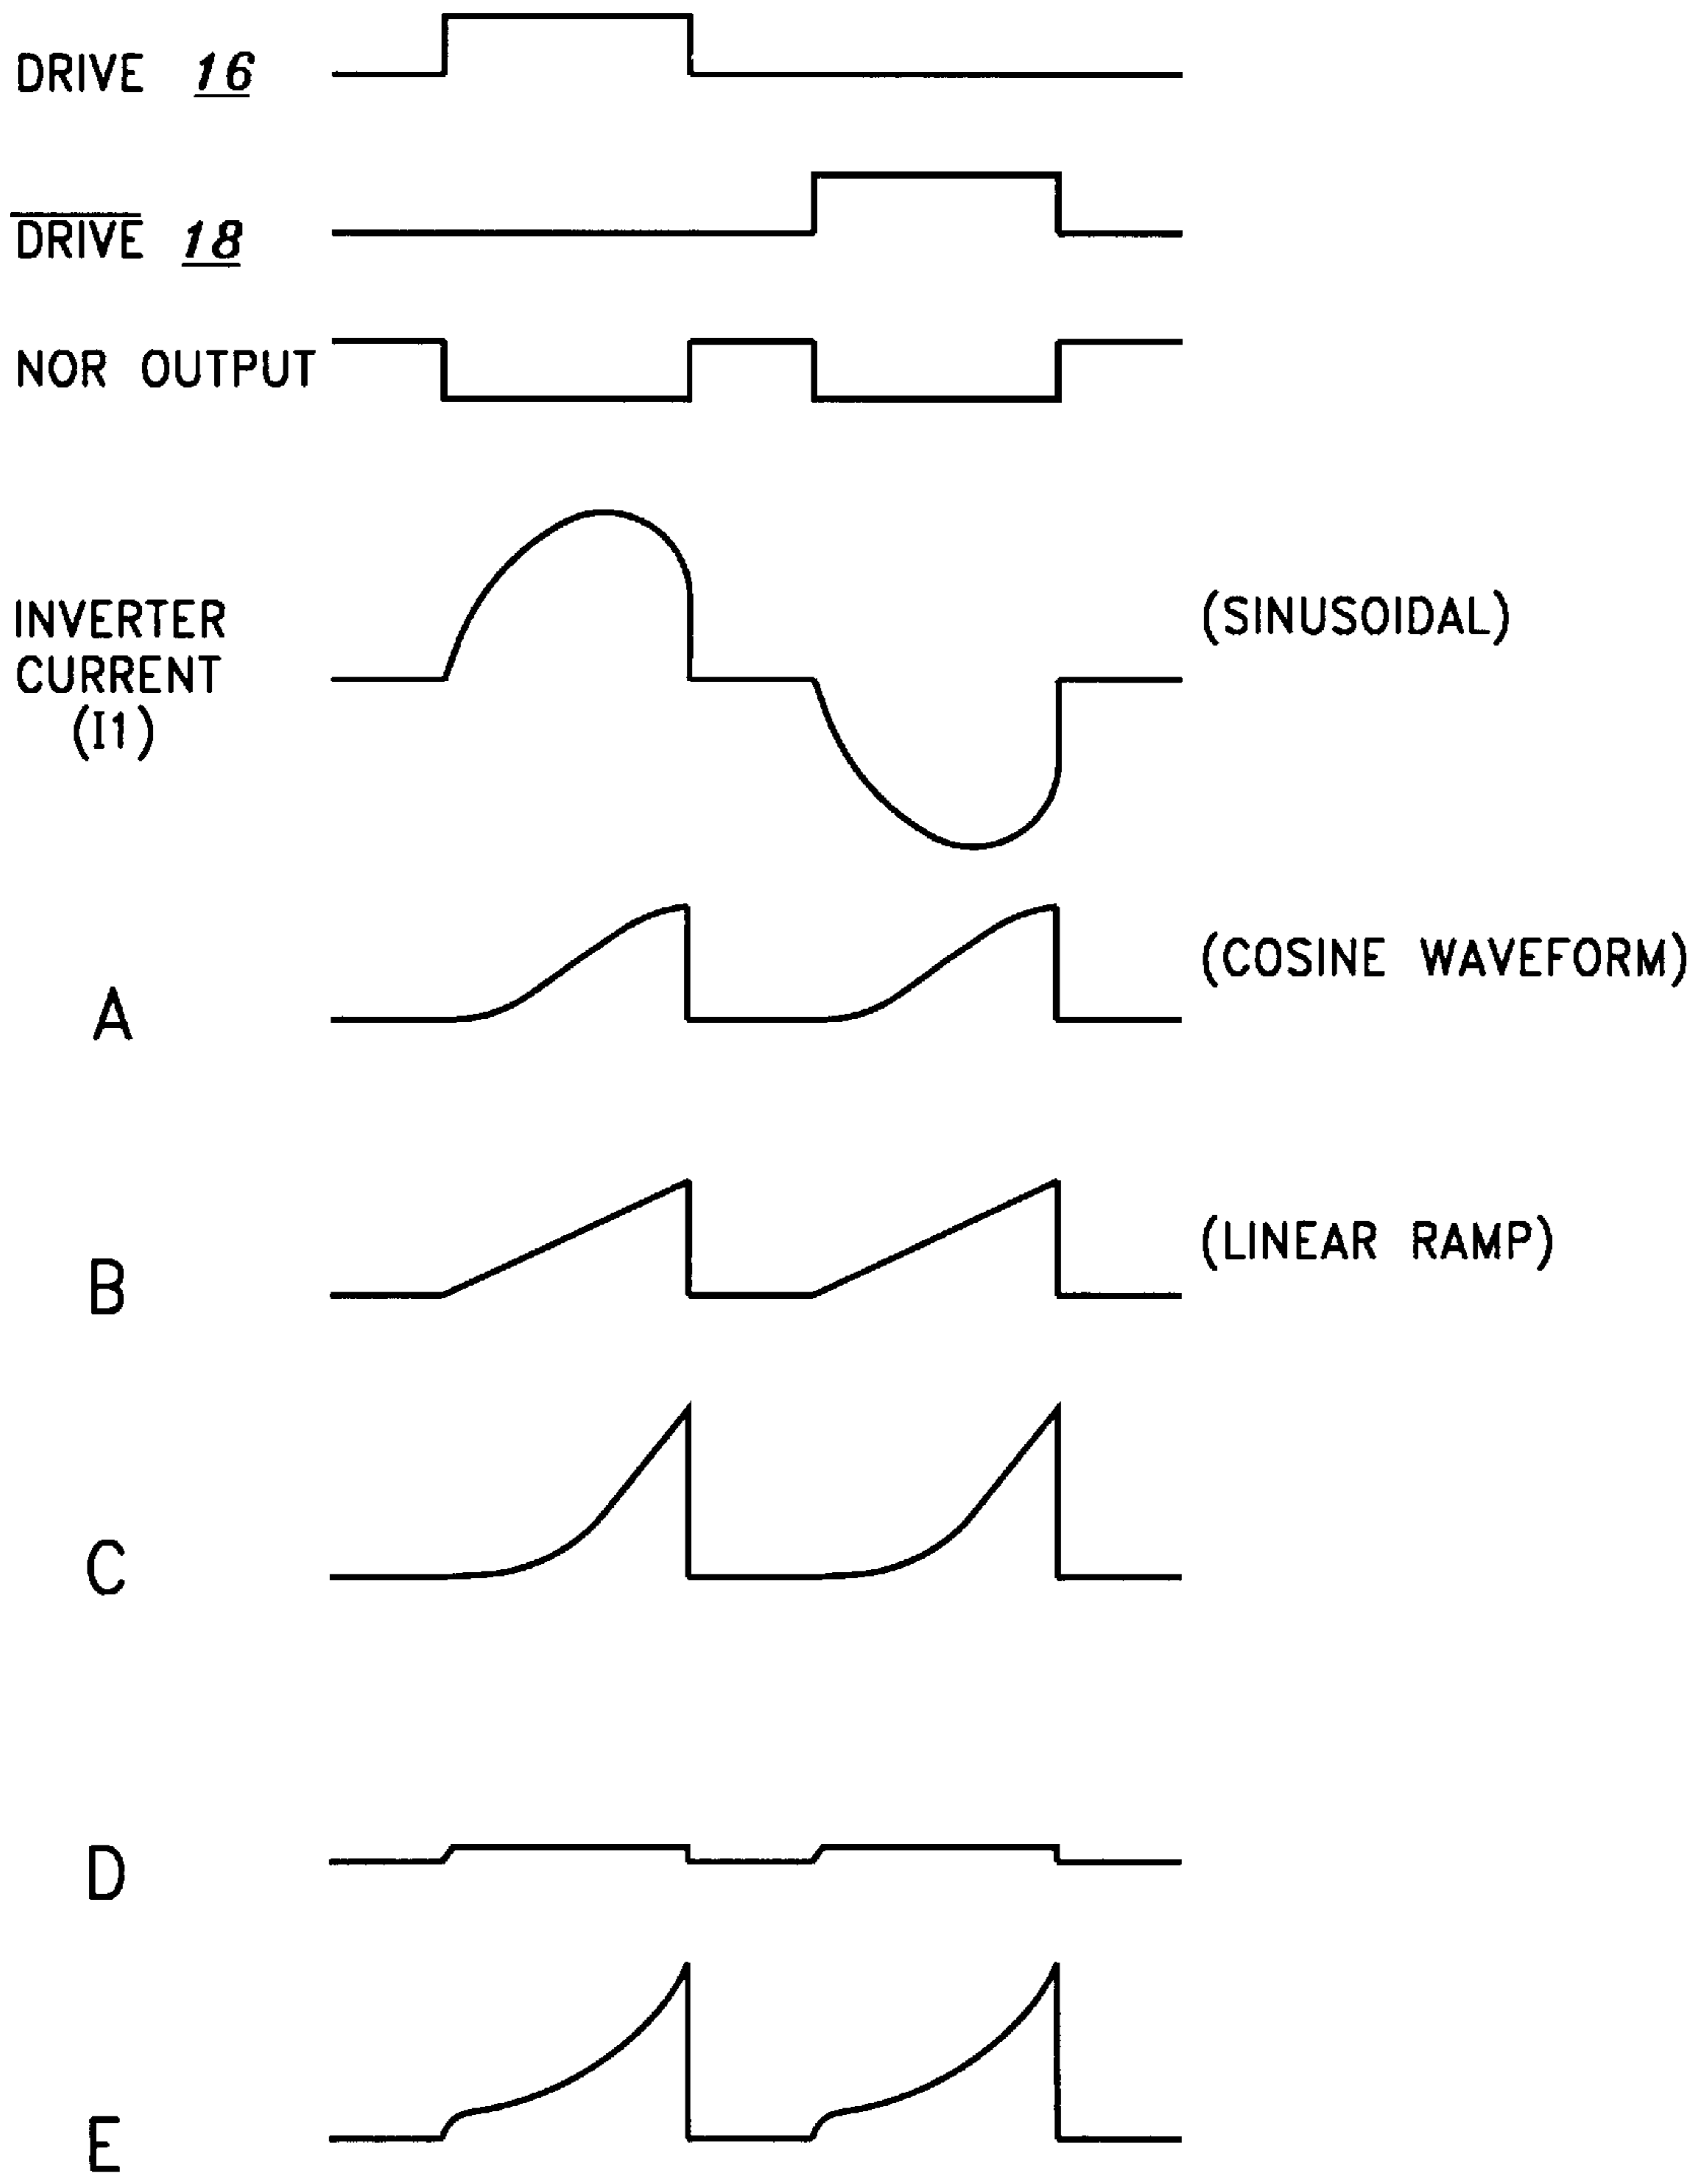 DRIVE 16
DRIVE 18
NOR OUTPUT
INVERTER
CURRENT
(I1)
(SINUSOIDAL)
A
(COSINE WAVEFORM)
B
(LINEAR RAMP)
C
D
E